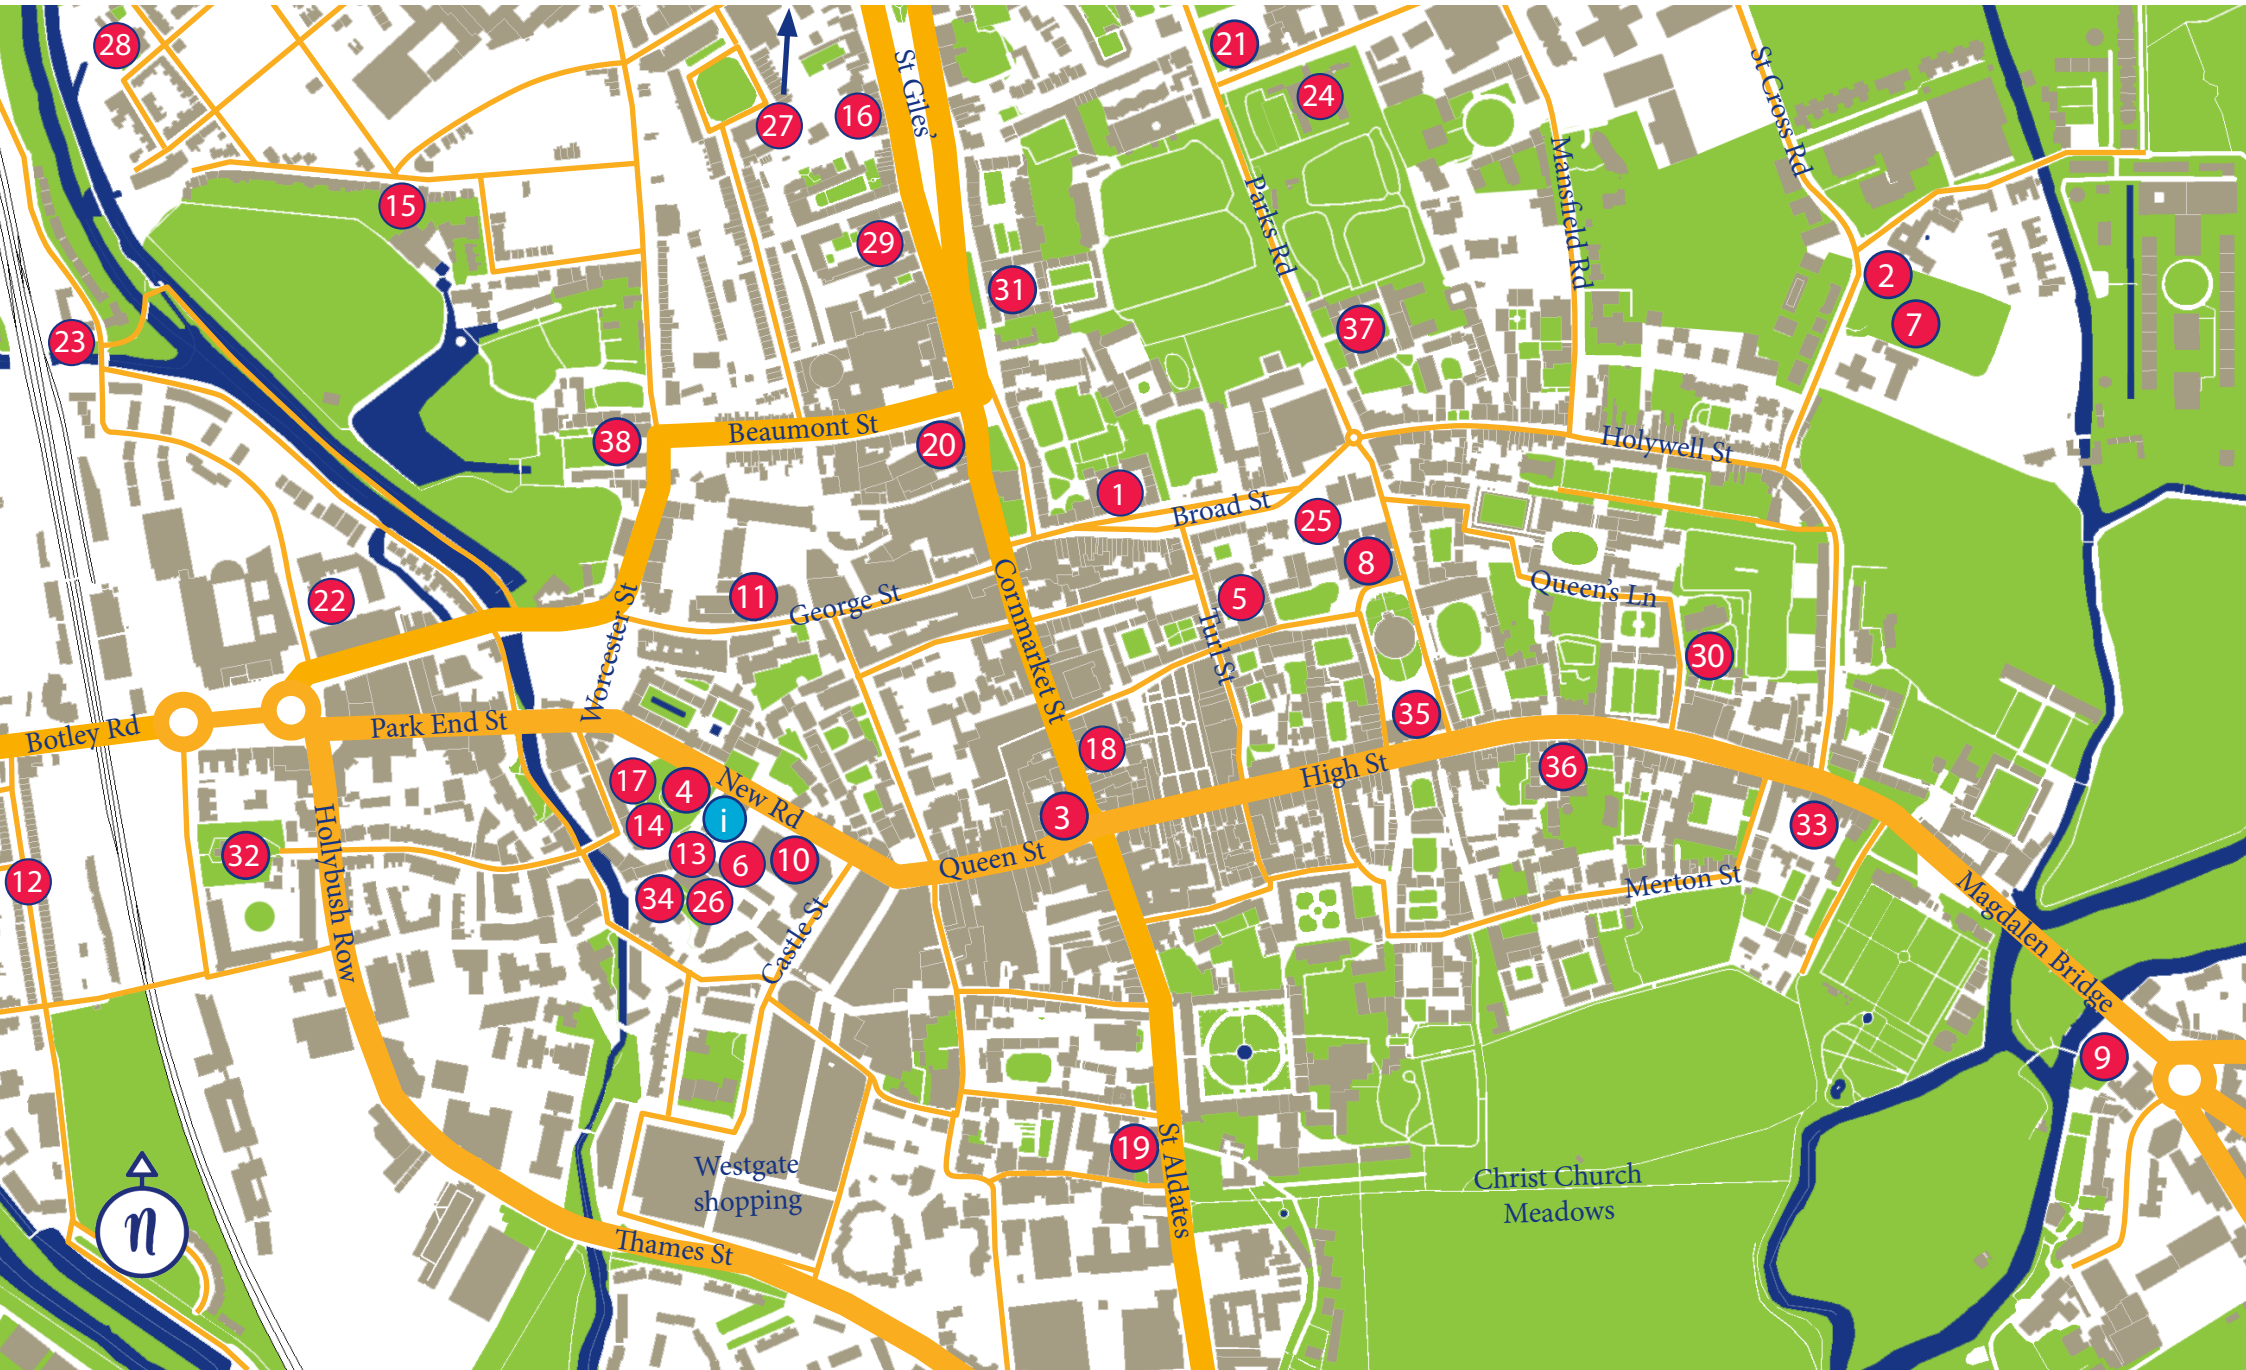 28
27
16
St Giles'
21
24
St Cross Rd
Mansfield Rd
15
Parks Rd
29
31
2
7
23
37
38
Beaumont St
20
Holywell St
1
Broad St
25
8
22
11
George St
Cornmarket St
5
Turl St
Queen's Ln
30
Worcester St
Botley Rd
Park End St
35
18
High St
36
17
4
New Rd
i
14
3
33
32
13
6
10
Queen St
12
Hollybush Row
34
26
Castle St
Merton St
Magdalen Bridge
9
19
St Aldates
Westgate
shopping
Christ Church
Meadows
n
Thames St